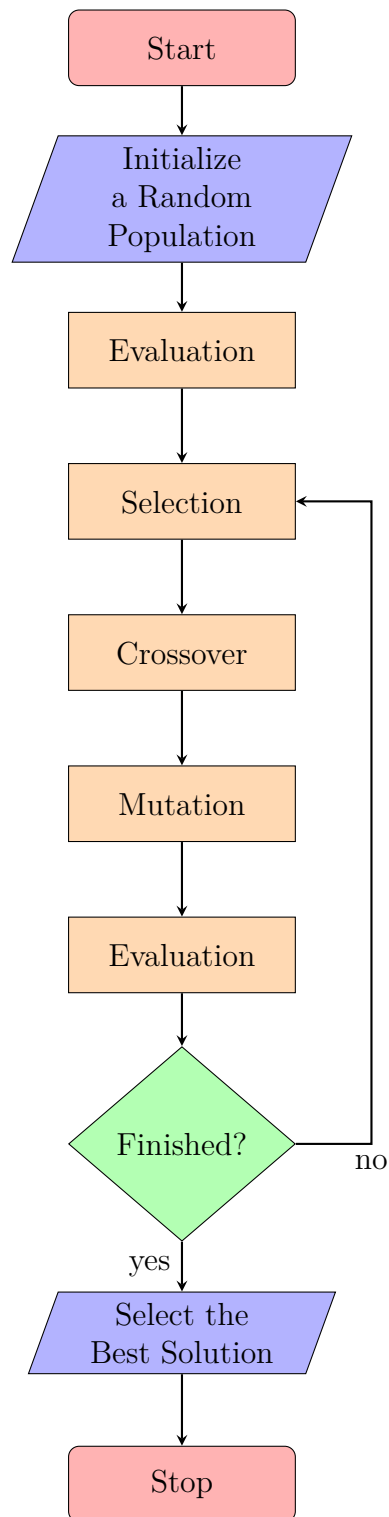 Start
Initialize
a Random
Population
Evaluation
Selection
Crossover
Mutation
Evaluation
Finished?
no
yes
Select the
Best Solution
Stop